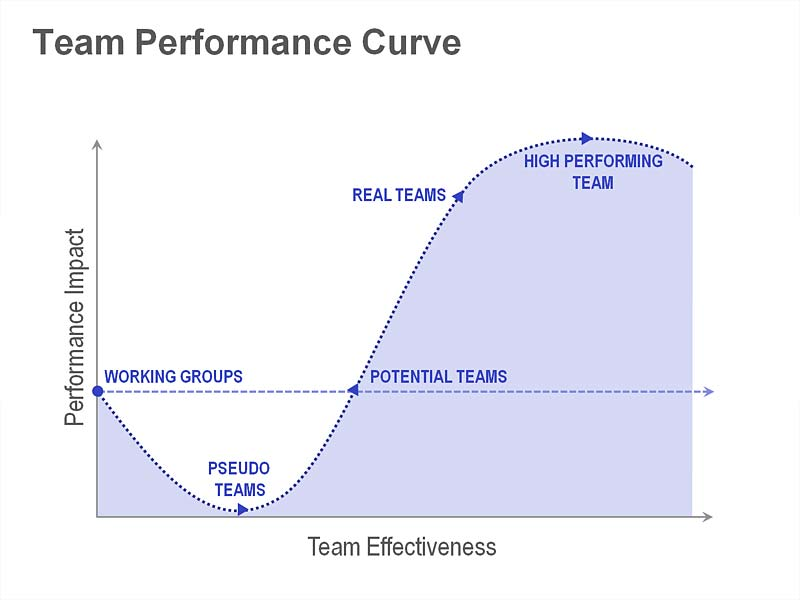 Team Performance Curve
HIGH PERFORMING
TEAM
REAL TEAMS
Performance Impact
WORKING GROUPS
POTENTIAL TEAMS
PSEUDO
TEAMS
Team Effectiveness